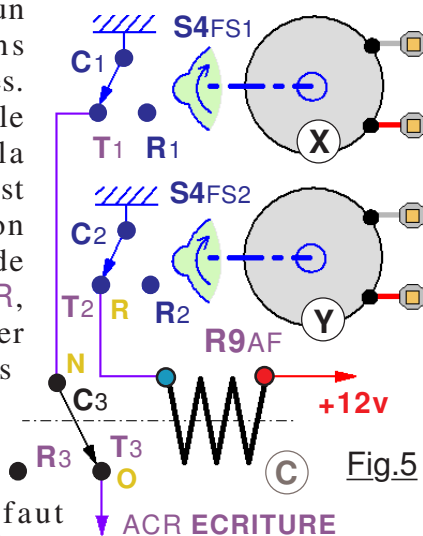 un
ns
s.
le
la
st
on
de
R,
er
s
faut
S4FS1
C1
T1 R1
X
S4FS2
C2
T2 R R2
Y
R9AF
N
C3
+12v
R3 T3
O
C
Fig.5
ACR ECRITURE